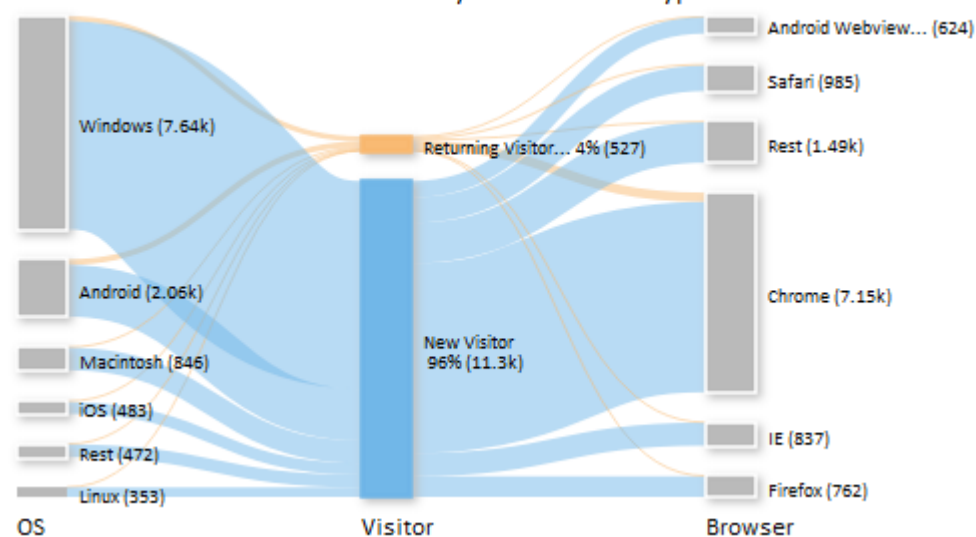 Android Webview... (624)
Safari (985)
Windows (7.64k)
Returning Visitor... 4% (527)
Rest (1.49k)
Android (2.06k)
Chrome (7.15k)
New Visitor
96% (11.3k)
Macintosh (846)
iOS (483)
IE (837)
Rest (472)
Linux (353)
Firefox (762)
OS
Visitor
Browser